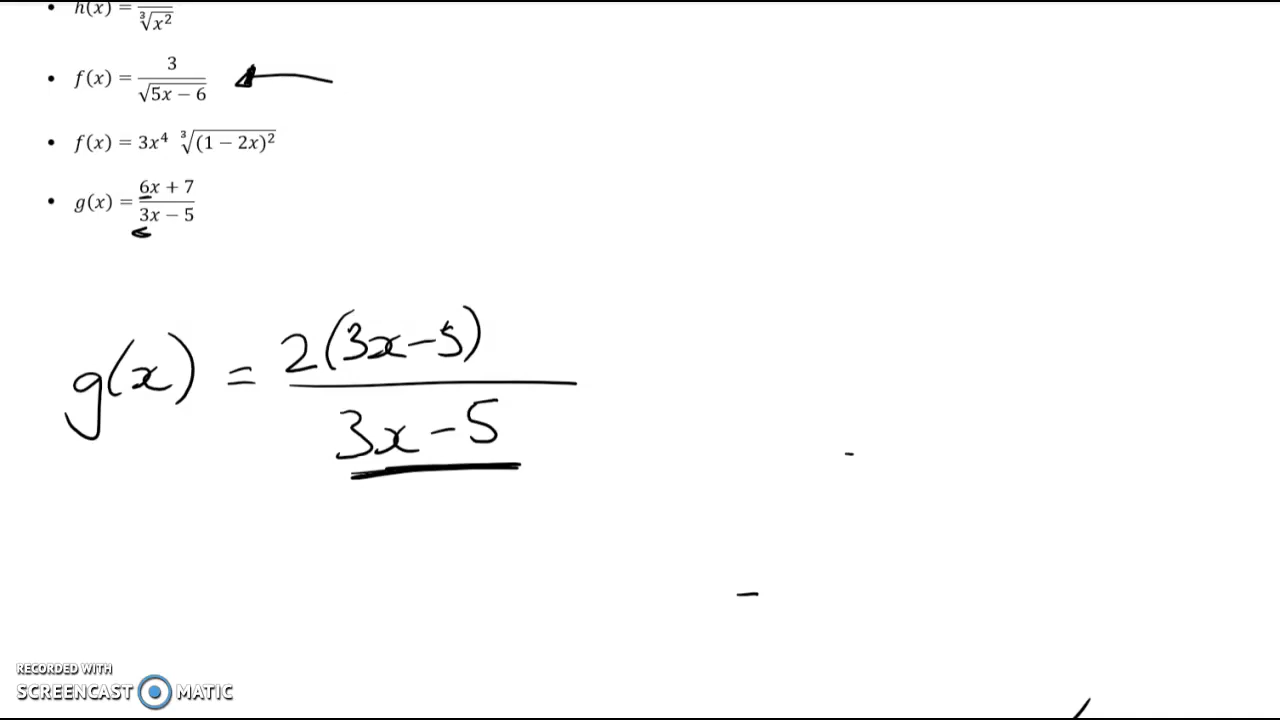 • h(x) = ∛x²
• f(x) = 3 / √(5x − 6)
• f(x) = 3x⁴ ∛(1 − 2x)²
• g(x) = (6x + 7) / (3x − 5)
g(x) = 2(3x − 5) / (3x − 5)
RECORDED WITH
SCREENCAST MATIC